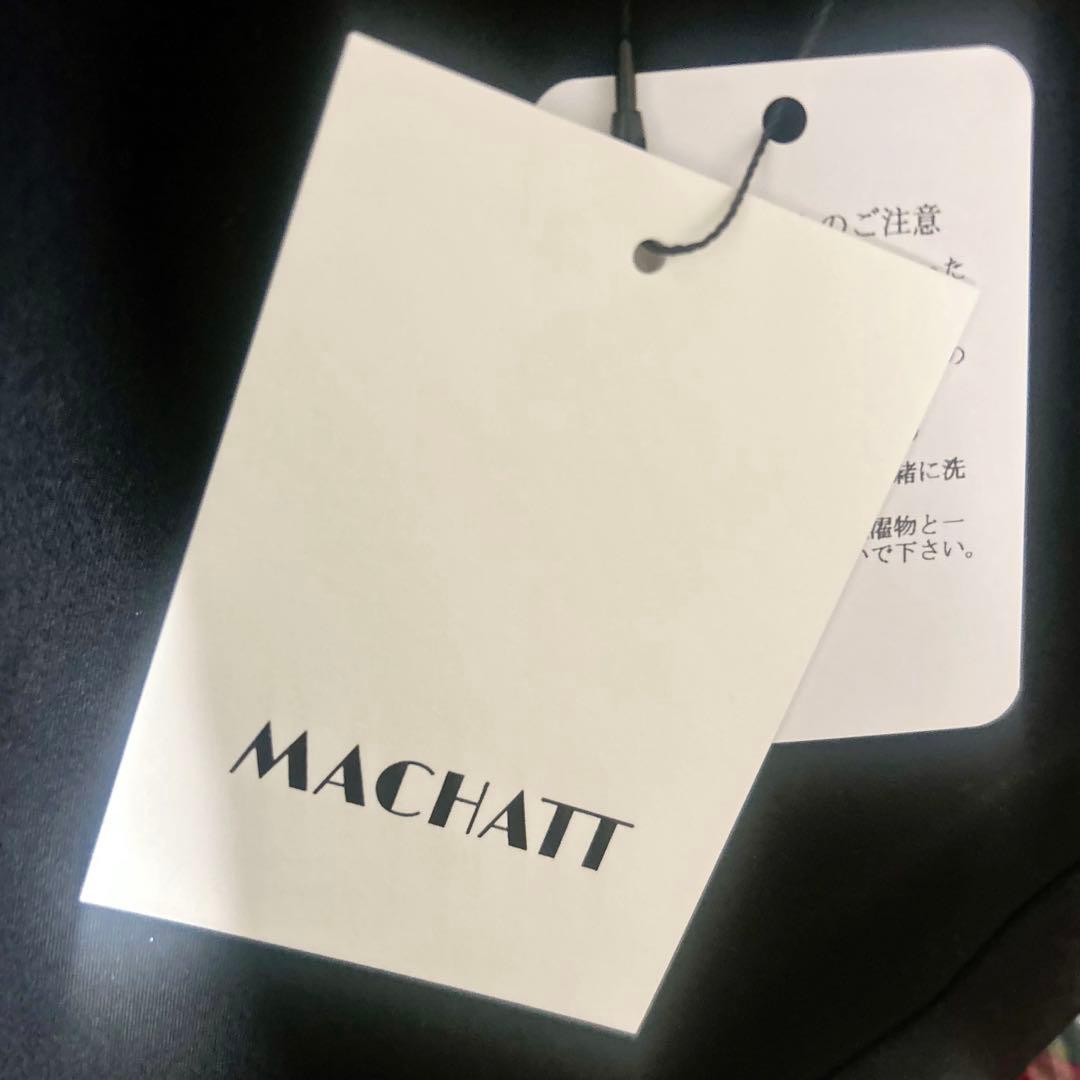 のご注意
た
の
緒に洗
濯物と一
で下さい。
MACHATT